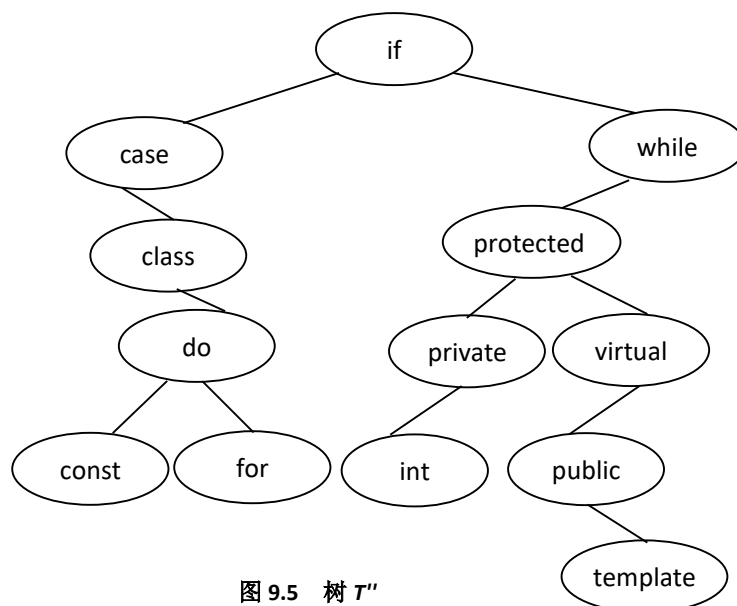 if
case
while
class
protected
do
private
virtual
const
for
int
public
template
图 9.5 树 T''